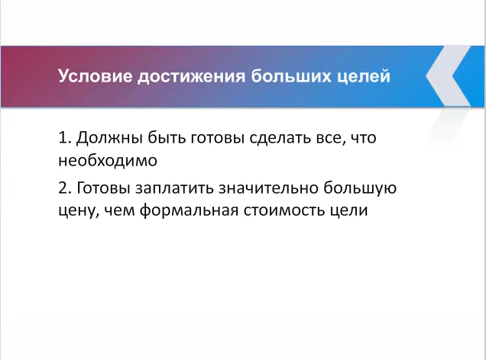 Условие достижения больших целей
1. Должны быть готовы сделать все, что
необходимо
2. Готовы заплатить значительно большую
цену, чем формальная стоимость цели